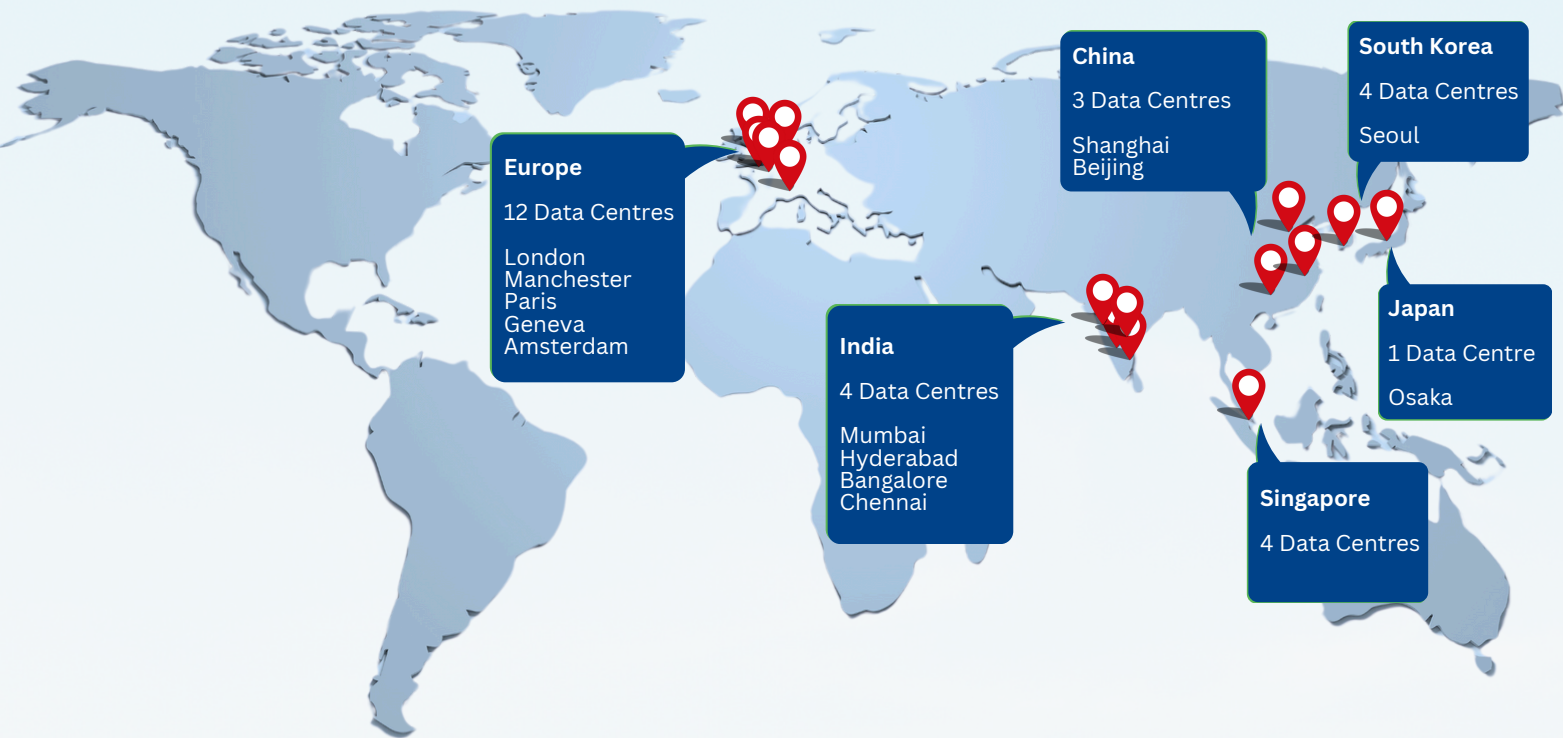 Europe
12 Data Centres
London
Manchester
Paris
Geneva
Amsterdam
India
4 Data Centres
Mumbai
Hyderabad
Bangalore
Chennai
China
3 Data Centres
Shanghai
Beijing
South Korea
4 Data Centres
Seoul
Japan
1 Data Centre
Osaka
Singapore
4 Data Centres